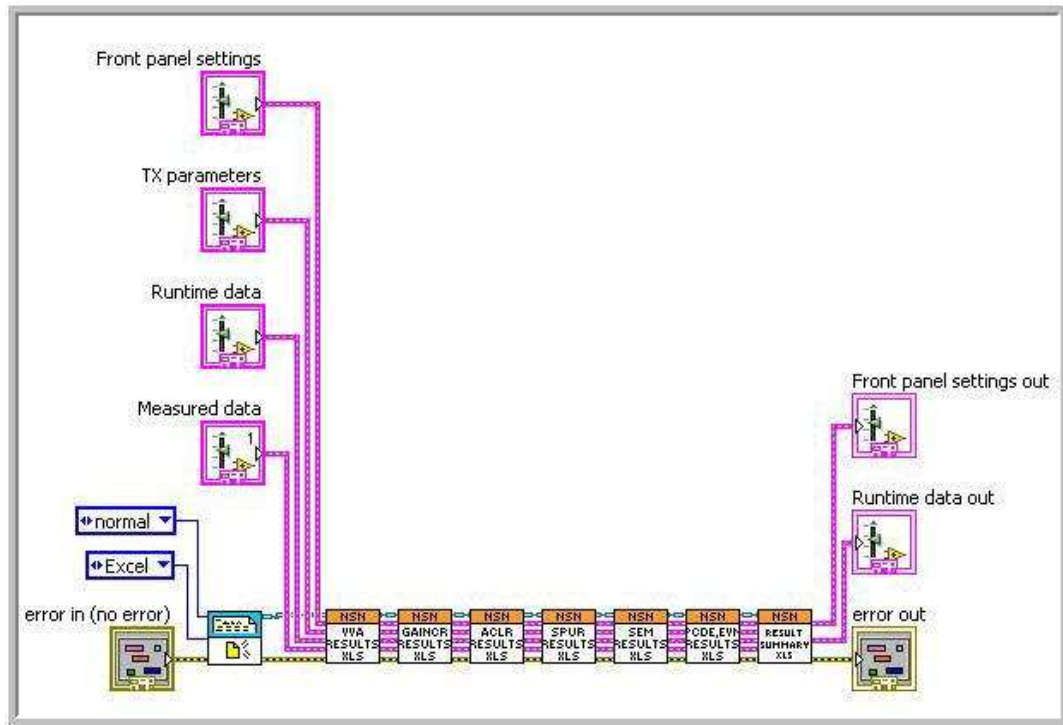 Front panel settings
TX parameters
Runtime data
Measured data
1
Front panel settings out
Runtime data out
normal
Excel
error in (no error)
error out
NSN NSN NSN NSN NSN NSN NSN
VVA RESULTS XLS
GAINCR RESULTS XLS
ACLR RESULTS XLS
SPUR RESULTS XLS
SEM RESULTS XLS
RESULTS XLS
RESULT SUMMARY XLS